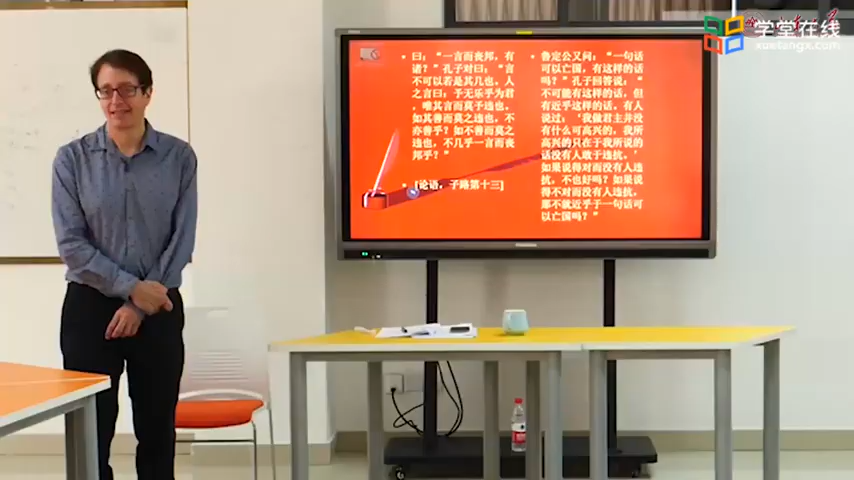 学堂在线
xuetangx.com
• 曰：“一言而丧邦，有
诸？”孔子对曰：“言
不可以若是其几也。人
之言曰：予无乐乎为君
，唯其言而莫予违也。
如其善而莫之违也，不
亦善乎？如不善而莫之
违也，不几乎一言而丧
邦乎？”
• [论语，子路第十三]
• 鲁定公又问：“一句话
可以亡国，有这样的话
吗？”孔子回答说：“
不可能有这样的话，但
有近乎这样的话。有人
说过：‘我做君主并没
有什么可高兴的，我所
高兴的只在于我所说的
话没有人敢于违抗。’
如果说得对而没有人违
抗，不也好吗？如果说
得不对而没有人违抗，
那不就近乎于一句话可
以亡国吗？”